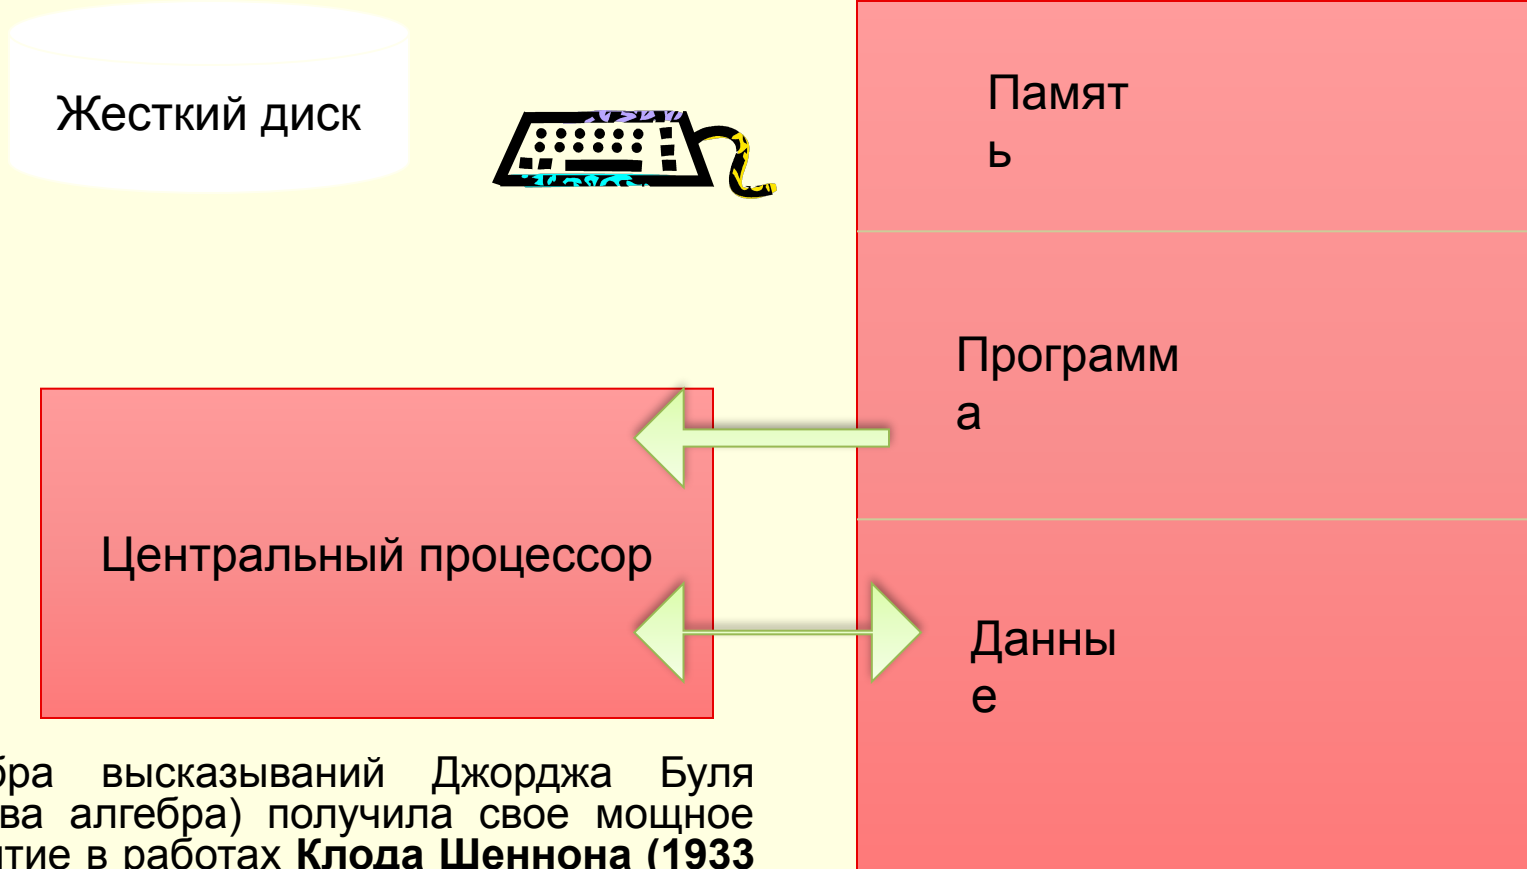 Жесткий диск
Памят
ь
Программ
а
Центральный процессор
Данны
е
бра высказываний Джорджа Буля
ва алгебра) получила свое мощное
тие в работах Клода Шеннона (1933